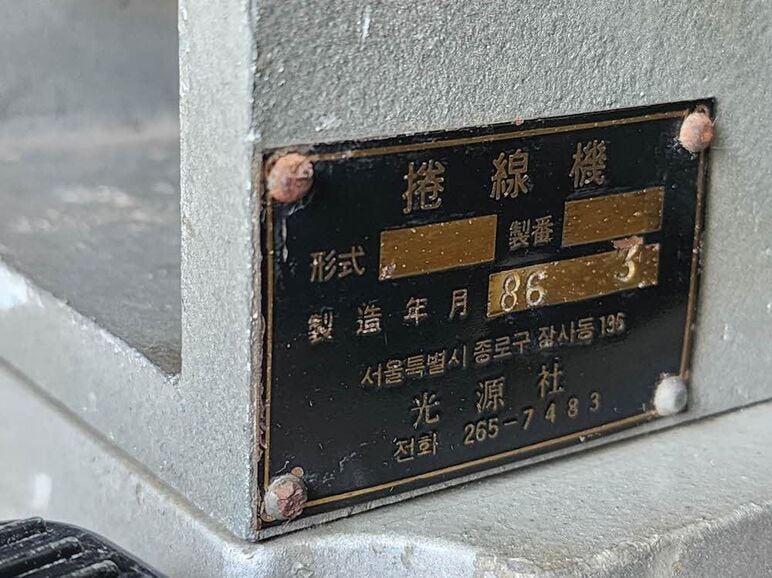 捲線機
形式 製番
製造年月 86 3
서울특별시 종로구 장사동 196
光源社
전화 265-7483